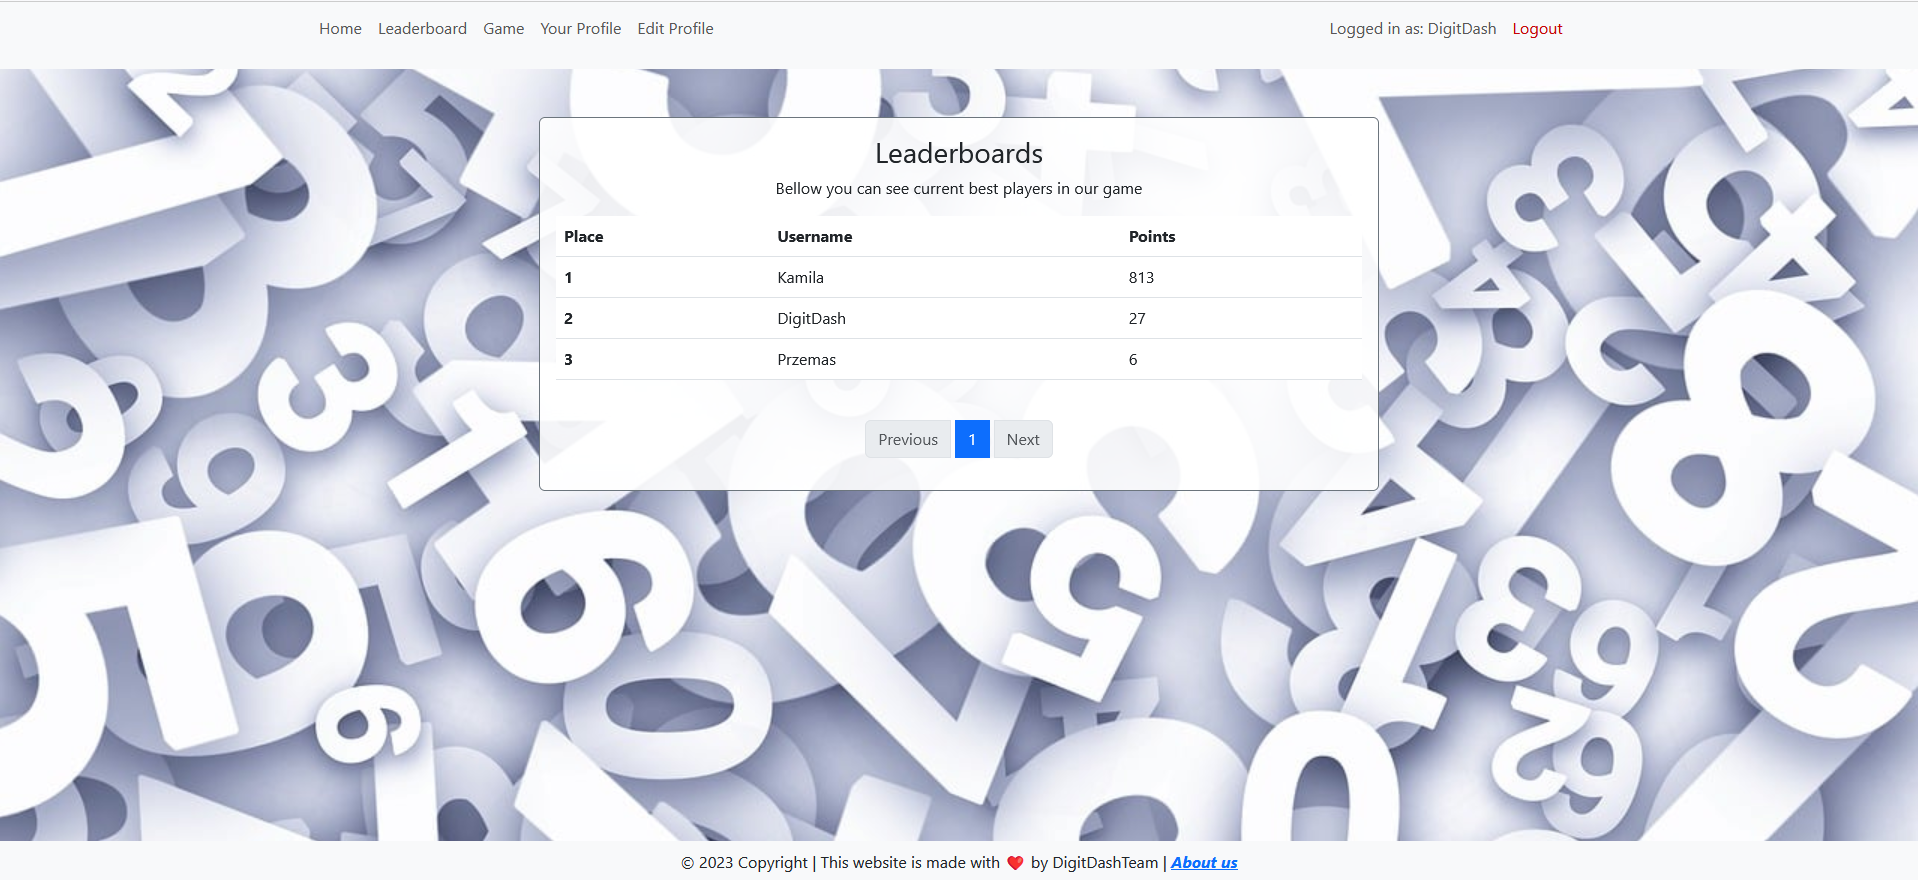 Home Leaderboard Game Your Profile Edit Profile Logged in as: DigitDash Logout
Leaderboards
Bellow you can see current best players in our game
Place Username Points
1 Kamila 813
2 DigitDash 27
3 Przemas 6
Previous 1 Next
© 2023 Copyright | This website is made with ❤️ by DigitDashTeam | About us